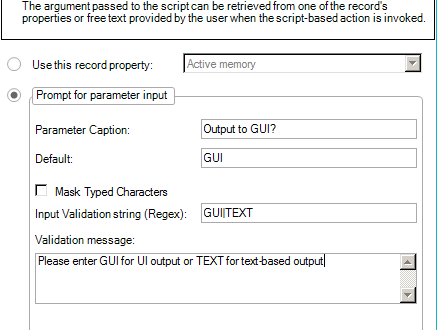 The argument passed to the script can be retrieved from one of the record's
properties or free text provided by the user when the script-based action is invoked.
Use this record property:
Active memory
Prompt for parameter input
Parameter Caption:
Output to GUI?
Default:
GUI
Mask Typed Characters
Input Validation string (Regex):
GUI|TEXT
Validation message:
Please enter GUI for UI output or TEXT for text-based output